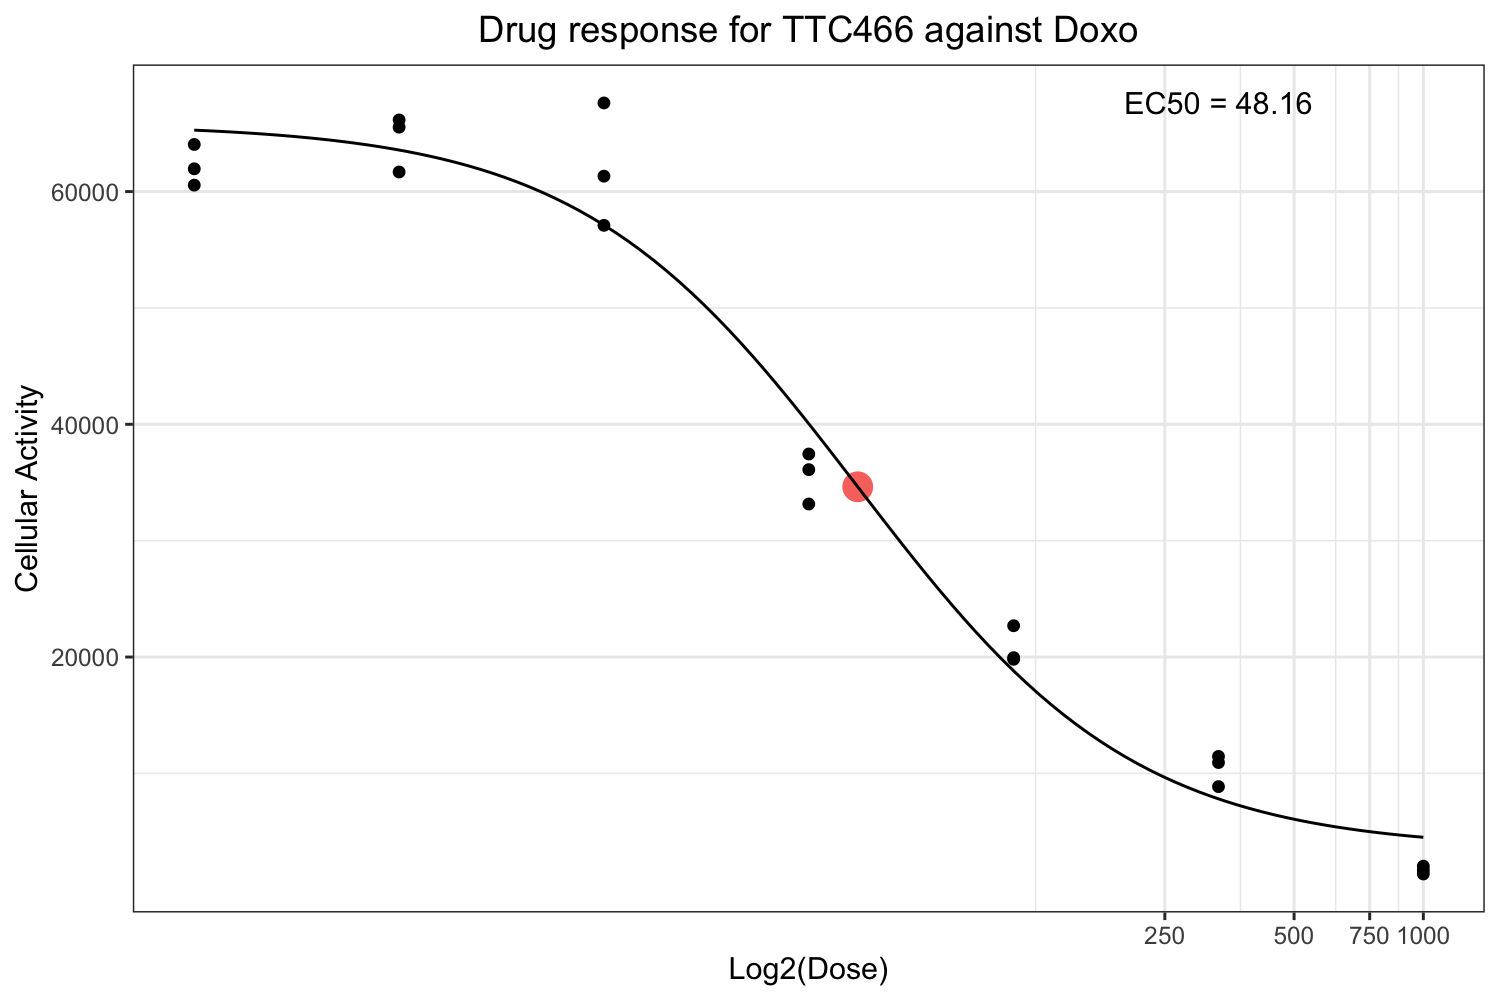 Drug response for TTC466 against Doxo
EC50 = 48.16
60000
40000
20000
Cellular Activity
250 500 750 1000
Log2(Dose)